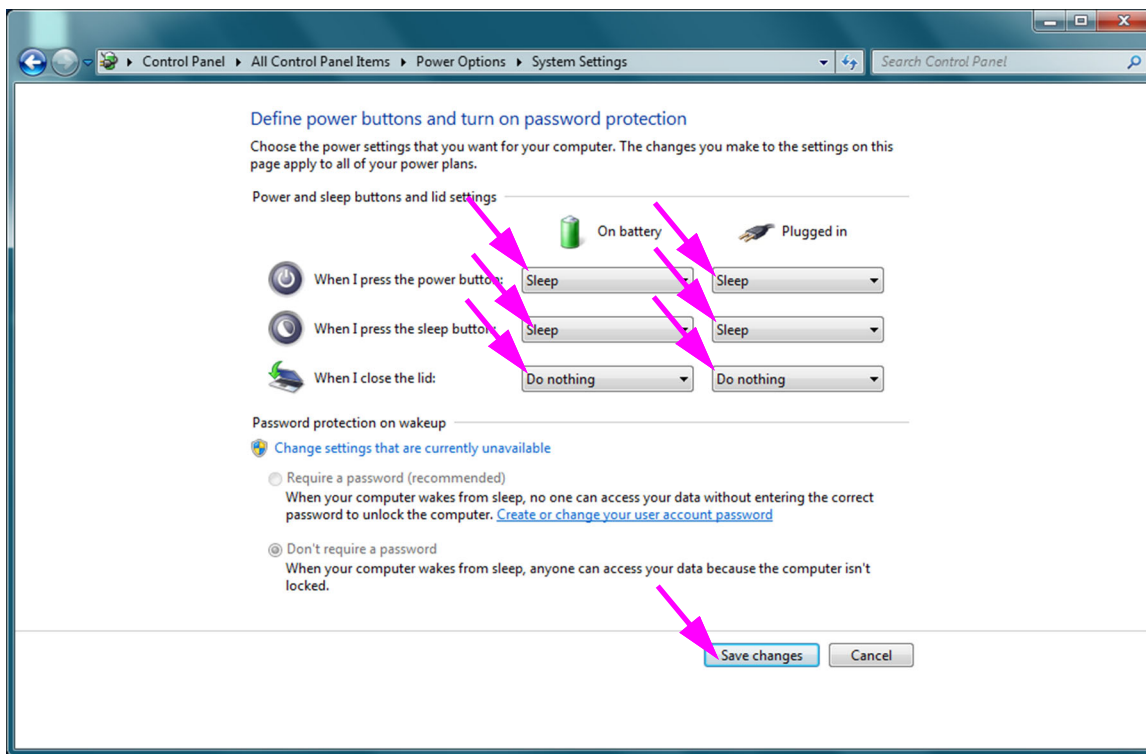 Control Panel ▸ All Control Panel Items ▸ Power Options ▸ System Settings
Search Control Panel
Define power buttons and turn on password protection
Choose the power settings that you want for your computer. The changes you make to the settings on this
page apply to all of your power plans.
Power and sleep buttons and lid settings
On battery Plugged in
When I press the power button: Sleep Sleep
When I press the sleep button: Sleep Sleep
When I close the lid: Do nothing Do nothing
Password protection on wakeup
Change settings that are currently unavailable
Require a password (recommended)
When your computer wakes from sleep, no one can access your data without entering the correct
password to unlock the computer. Create or change your user account password
Don't require a password
When your computer wakes from sleep, anyone can access your data because the computer isn't
locked.
Save changes Cancel